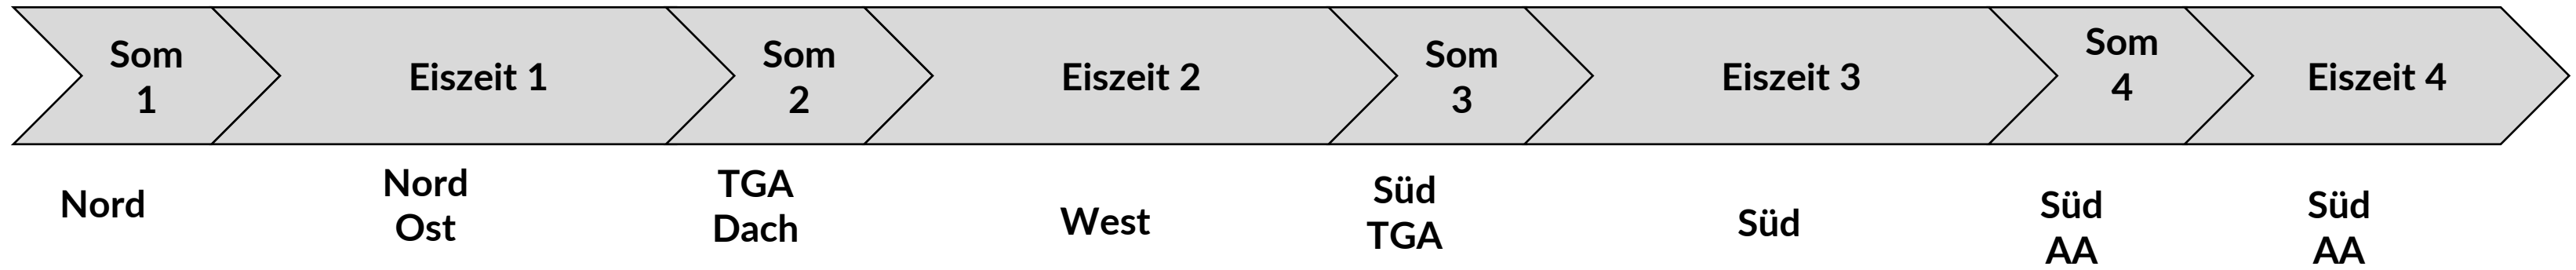 Som
1
Eiszeit 1
Som
2
Eiszeit 2
Som
3
Eiszeit 3
Som
4
Eiszeit 4
Nord
Nord
Ost
TGA
Dach
West
Süd
TGA
Süd
Süd
AA
Süd
AA